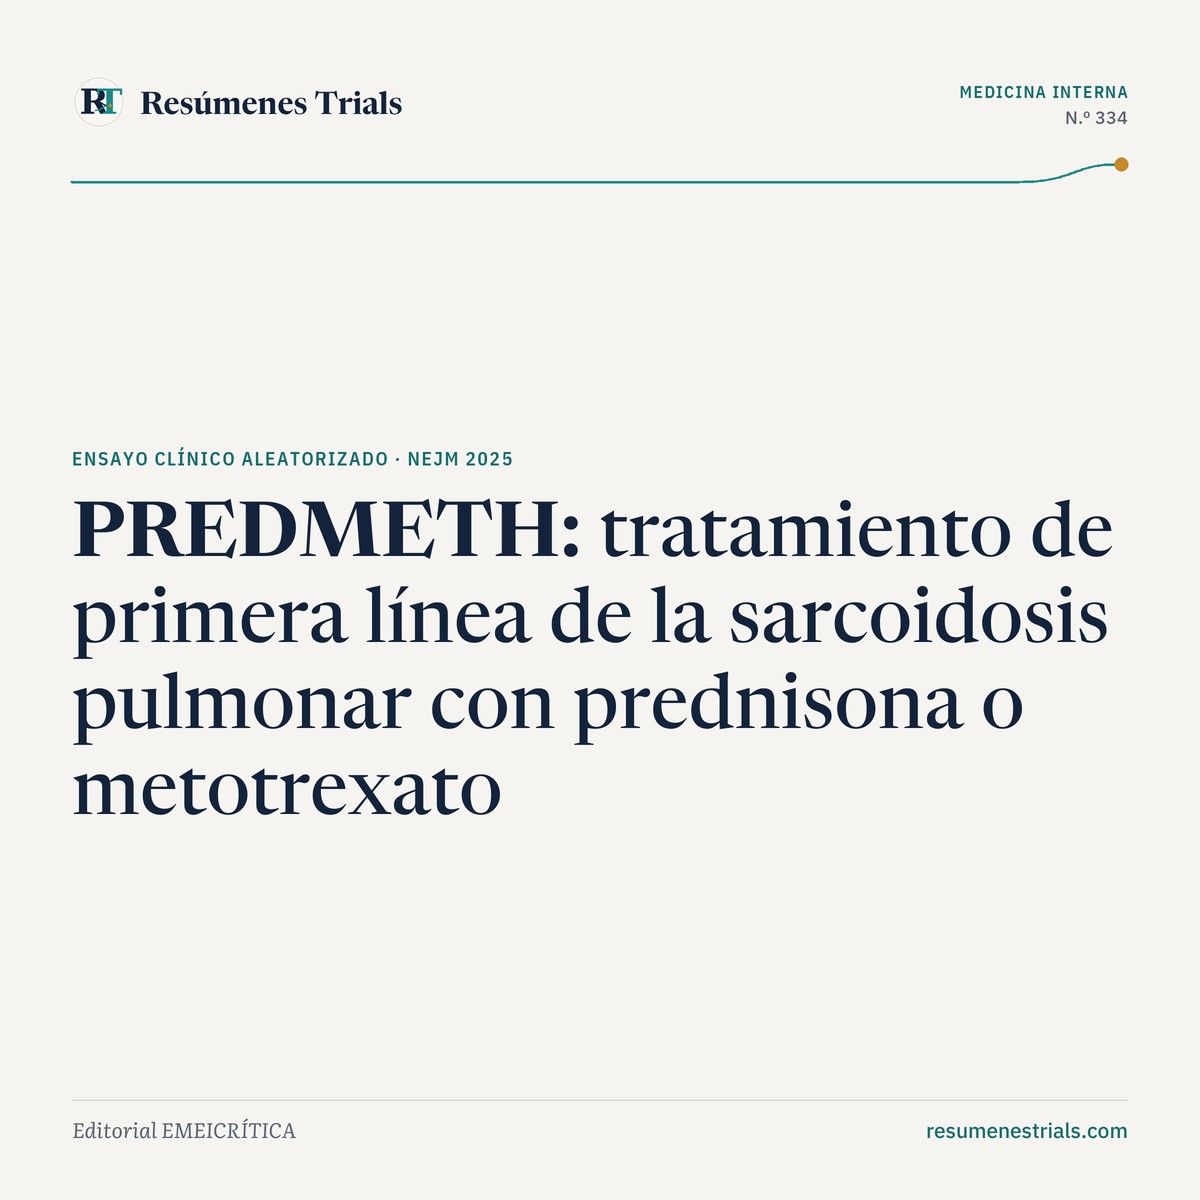 RT Resúmenes Trials
MEDICINA INTERNA
N.º 334
ENSAYO CLÍNICO ALEATORIZADO · NEJM 2025
PREDMETH: tratamiento de
primera línea de la sarcoidosis
pulmonar con prednisona o
metotrexato
Editorial EMEICRÍTICA
resumenestrials.com